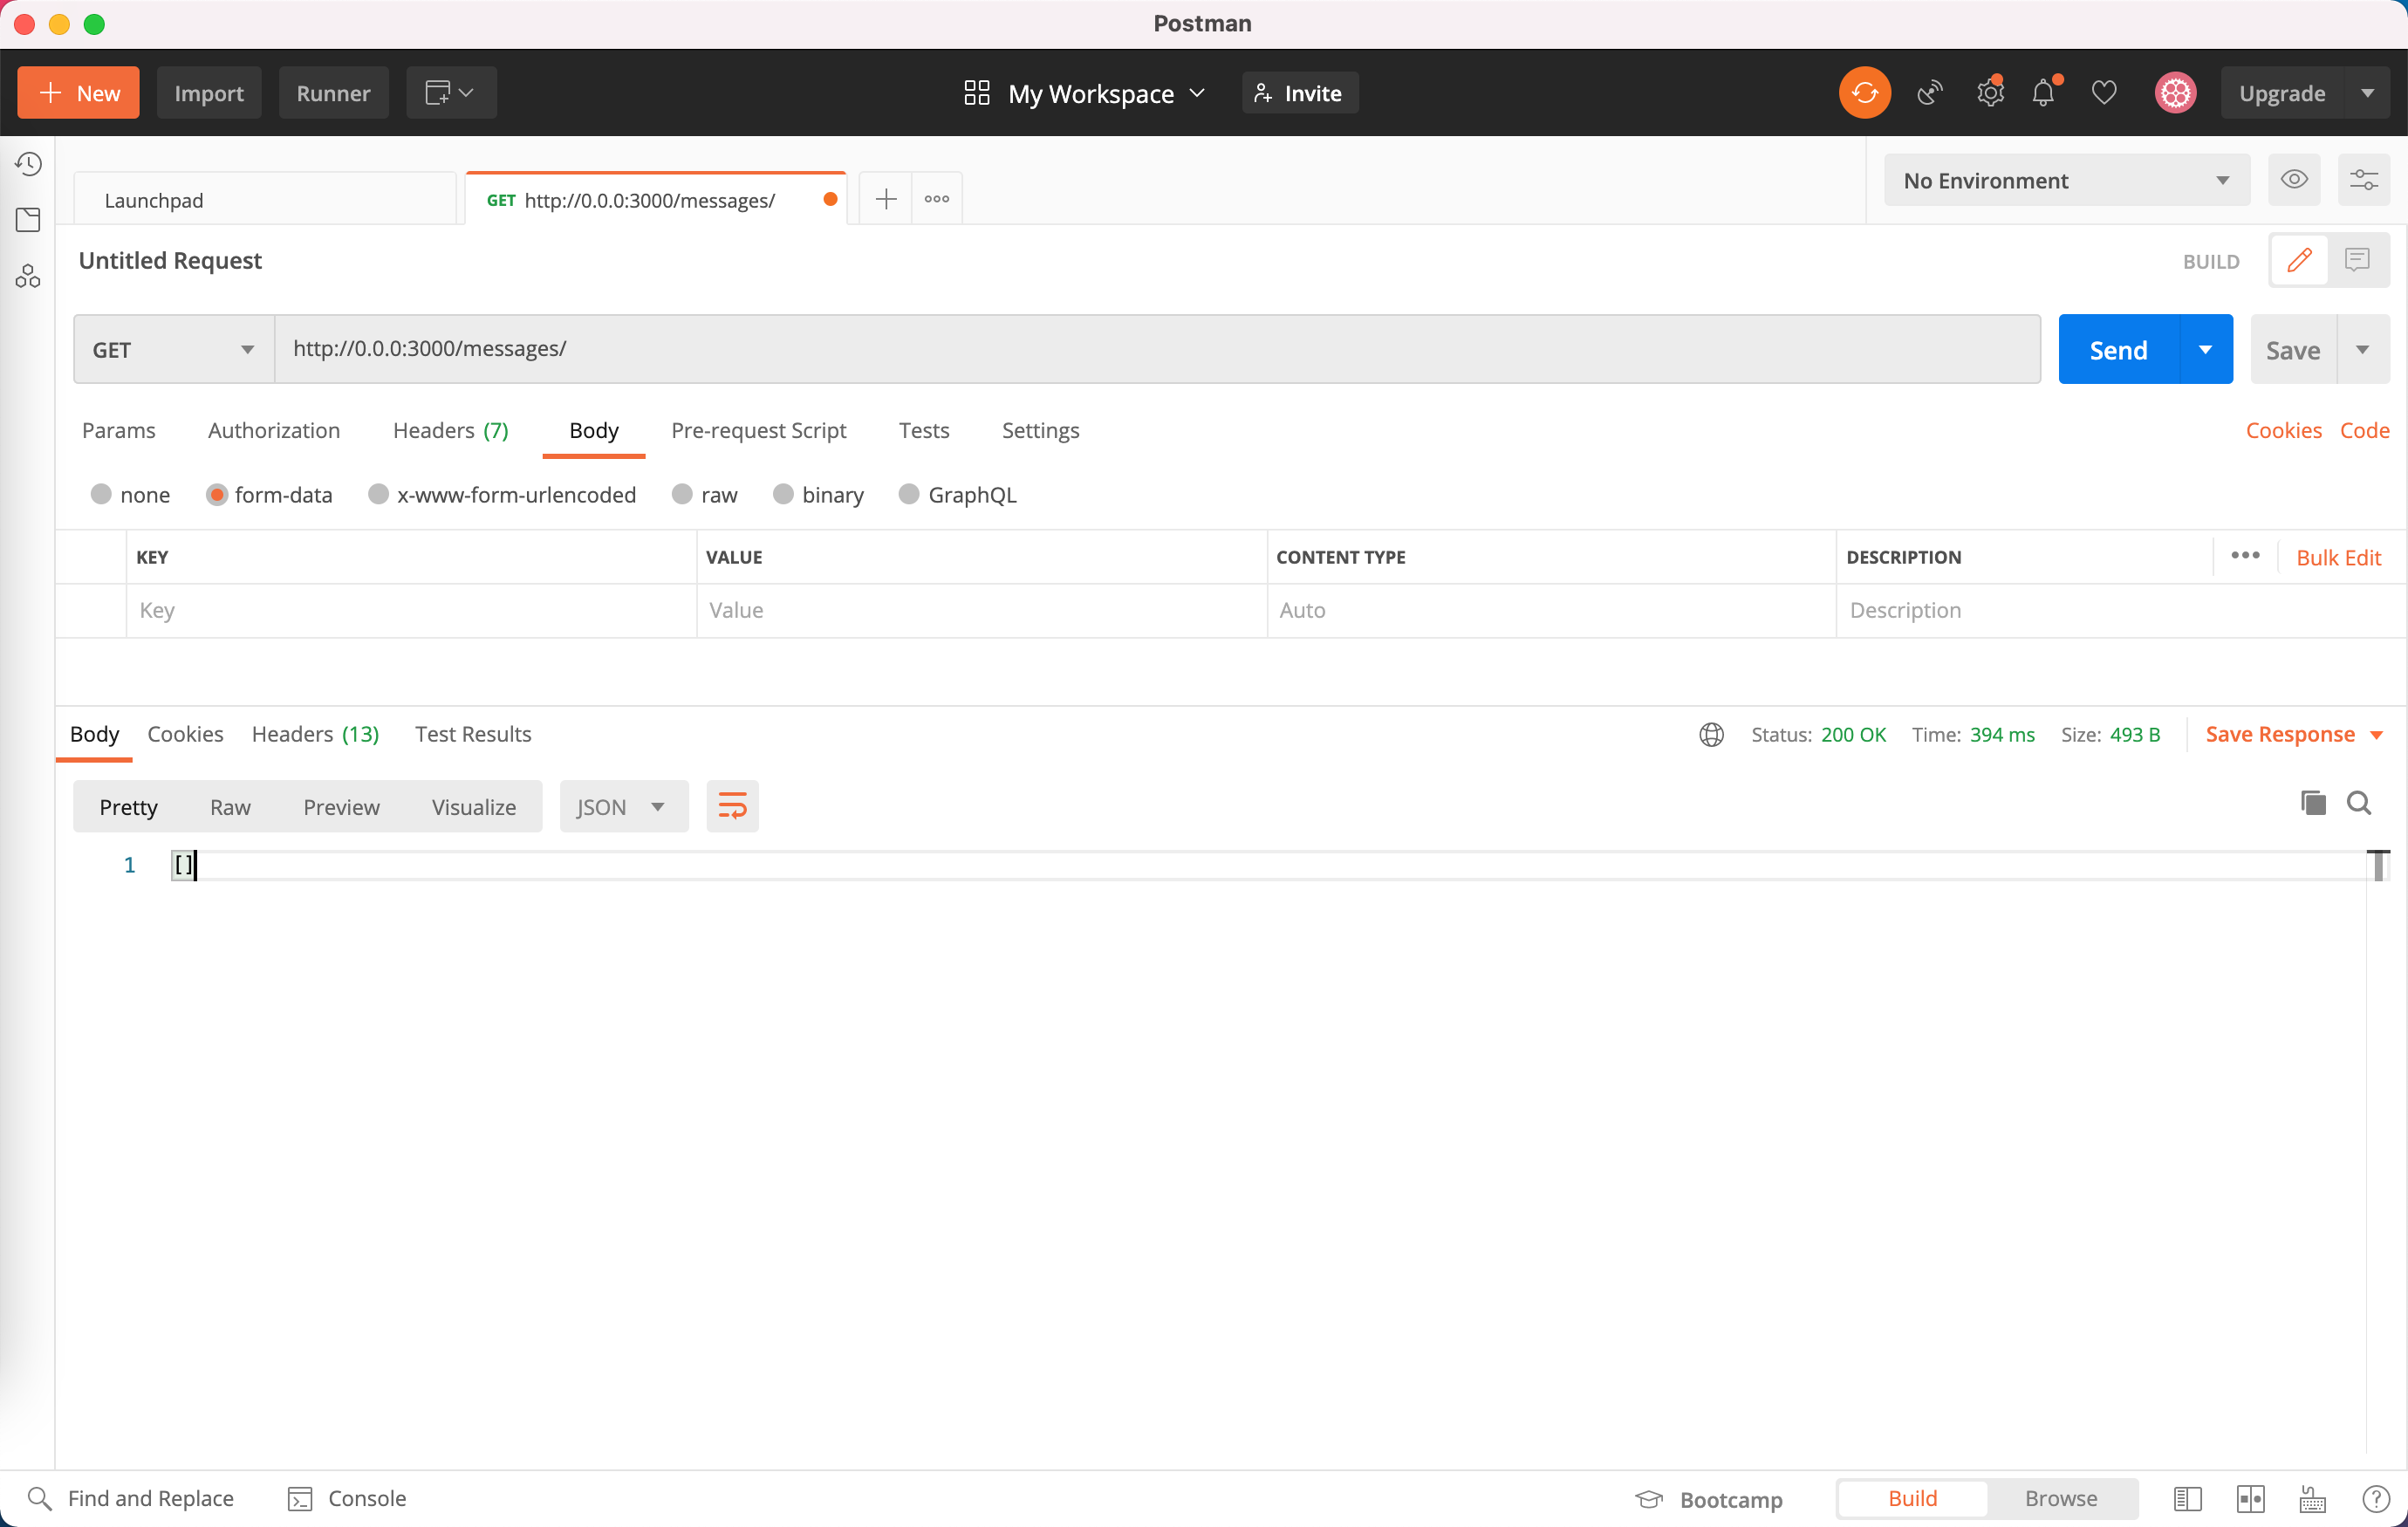 Postman
New Import Runner My Workspace Invite Upgrade
Launchpad GET http://0.0.0:3000/messages/ No Environment
Untitled Request BUILD
GET http://0.0.0:3000/messages/ Send Save
Params Authorization Headers (7) Body Pre-request Script Tests Settings Cookies Code
none form-data x-www-form-urlencoded raw binary GraphQL
KEY VALUE CONTENT TYPE DESCRIPTION Bulk Edit
Key Value Auto Description
Body Cookies Headers (13) Test Results Status: 200 OK Time: 394 ms Size: 493 B Save Response
Pretty Raw Preview Visualize JSON
1 []
Find and Replace Console Bootcamp Build Browse